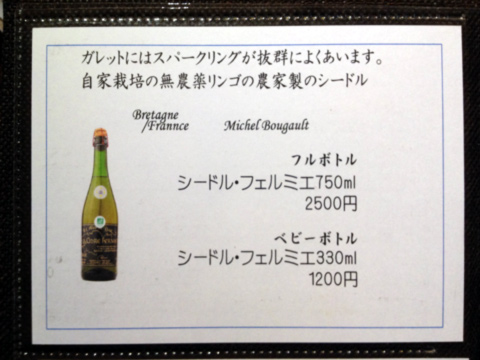 ガレットにはスパークリングが抜群によくあいます。
自家栽培の無農薬リンゴの農家製のシードル
Bretagne
/Frannce
Michel Bougault
フルボトル
シードル・フェルミエ750ml
2500円
ベビーボトル
シードル・フェルミエ330ml
1200円